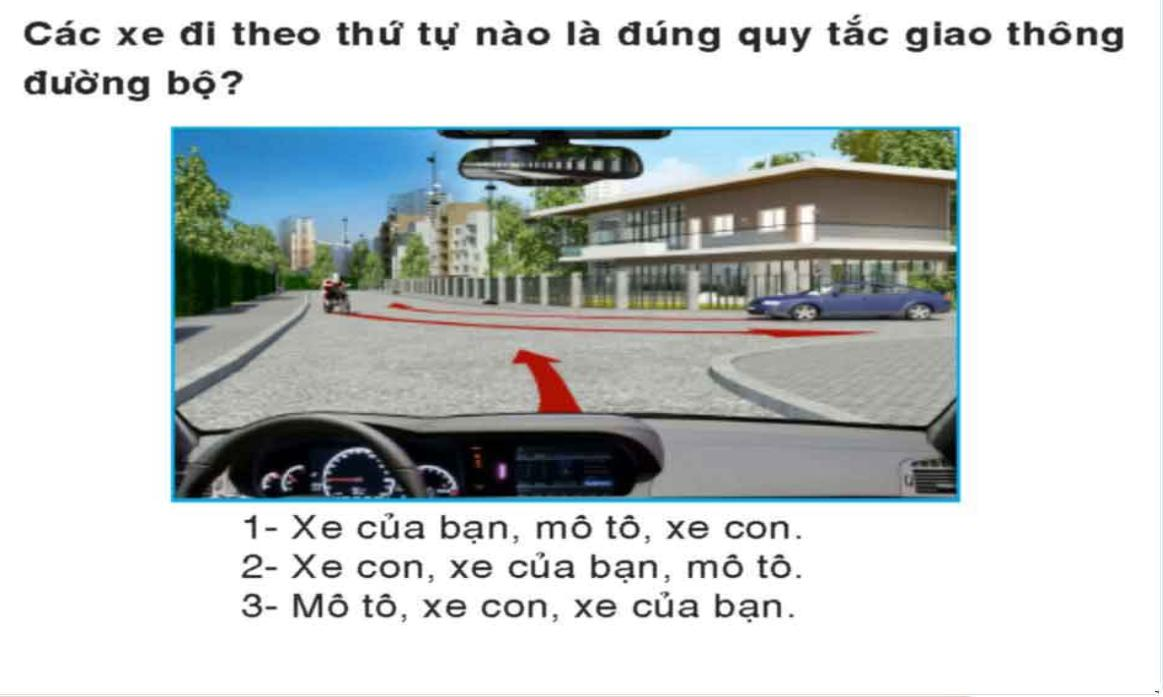 Các xe đi theo thứ tự nào là đúng quy tắc giao thông
đường bộ?
1- Xe của bạn, mô tô, xe con.
2- Xe con, xe của bạn, mô tô.
3- Mô tô, xe con, xe của bạn.